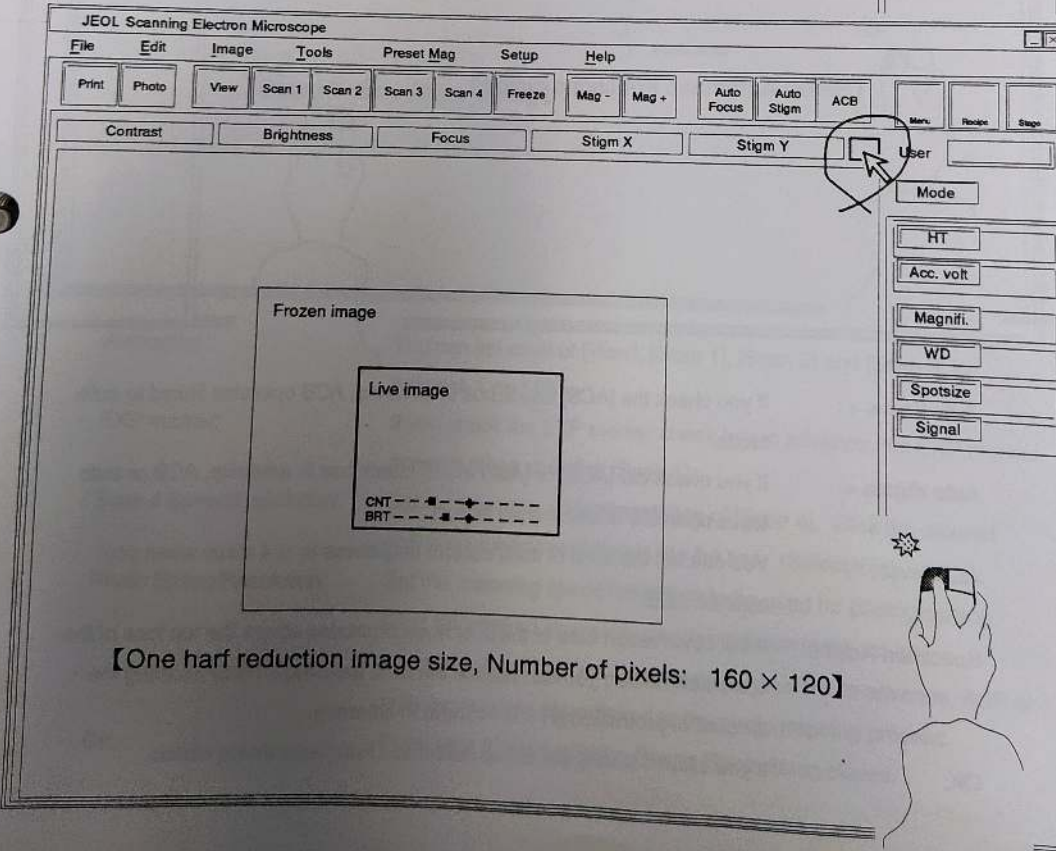 JEOL Scanning Electron Microscope
File Edit Image Tools Preset Mag Setup Help
Print Photo View Scan 1 Scan 2 Scan 3 Scan 4 Freeze Mag - Mag + Auto Focus Auto Stigm ACB Menu Recipe Stage
Contrast Brightness Focus Stigm X Stigm Y User
Mode
HT
Acc. volt
Magnifi.
WD
Spotsize
Signal
Frozen image
Live image
CNT
BRT
【One harf reduction image size, Number of pixels: 160 × 120】